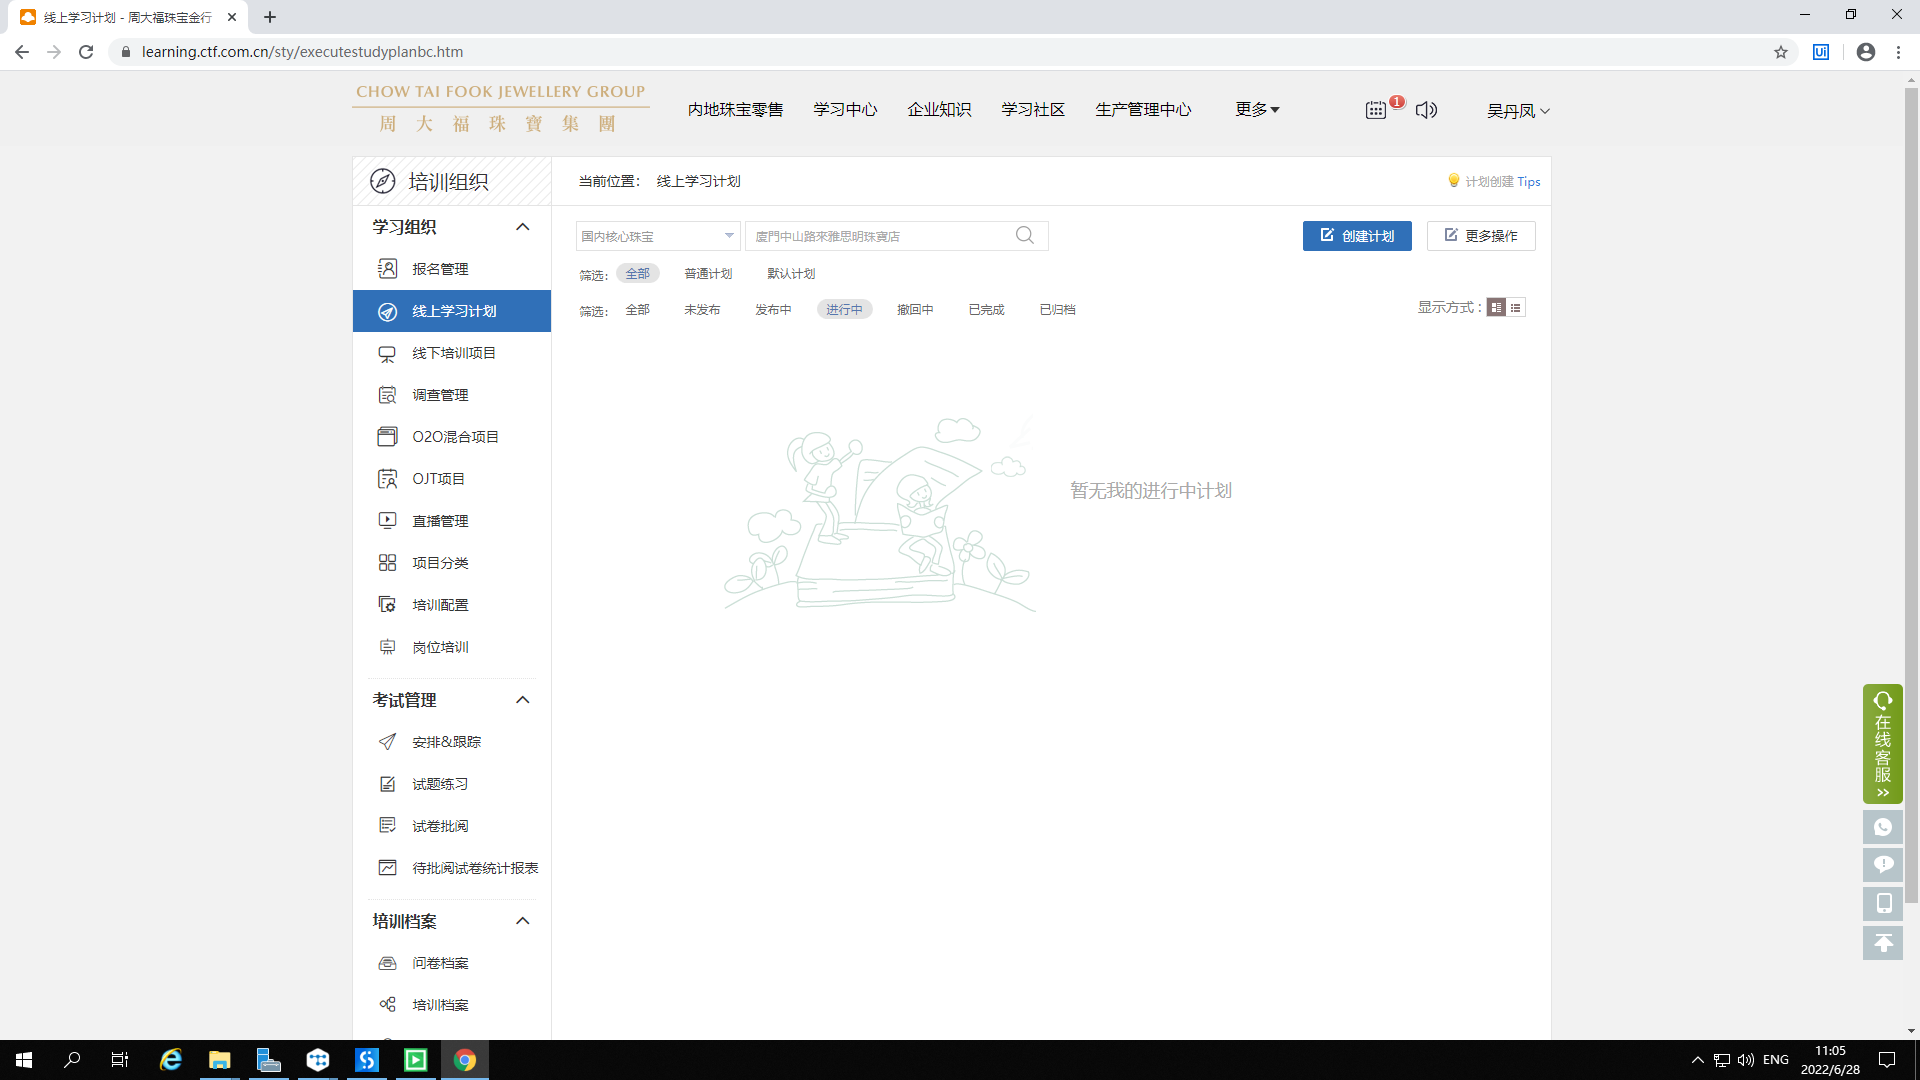 线上学习计划 - 周大福珠宝金行
learning.ctf.com.cn/sty/executestudyplanbc.htm
CHOW TAI FOOK JEWELLERY GROUP
周大福珠寶集團
内地珠宝零售 学习中心 企业知识 学习社区 生产管理中心 更多 1 吴丹凤
培训组织
当前位置： 线上学习计划
计划创建 Tips
学习组织
报名管理
线上学习计划
线下培训项目
调查管理
O2O混合项目
OJT项目
直播管理
项目分类
培训配置
岗位培训
考试管理
安排&跟踪
试题练习
试卷批阅
待批阅试卷统计报表
培训档案
问卷档案
培训档案
国内核心珠宝 廈門中山路來雅思明珠寶店 创建计划 更多操作
筛选： 全部 普通计划 默认计划
筛选： 全部 未发布 发布中 进行中 撤回中 已完成 已归档 显示方式 :
暂无我的进行中计划
在线客服
ENG
11:05
2022/6/28